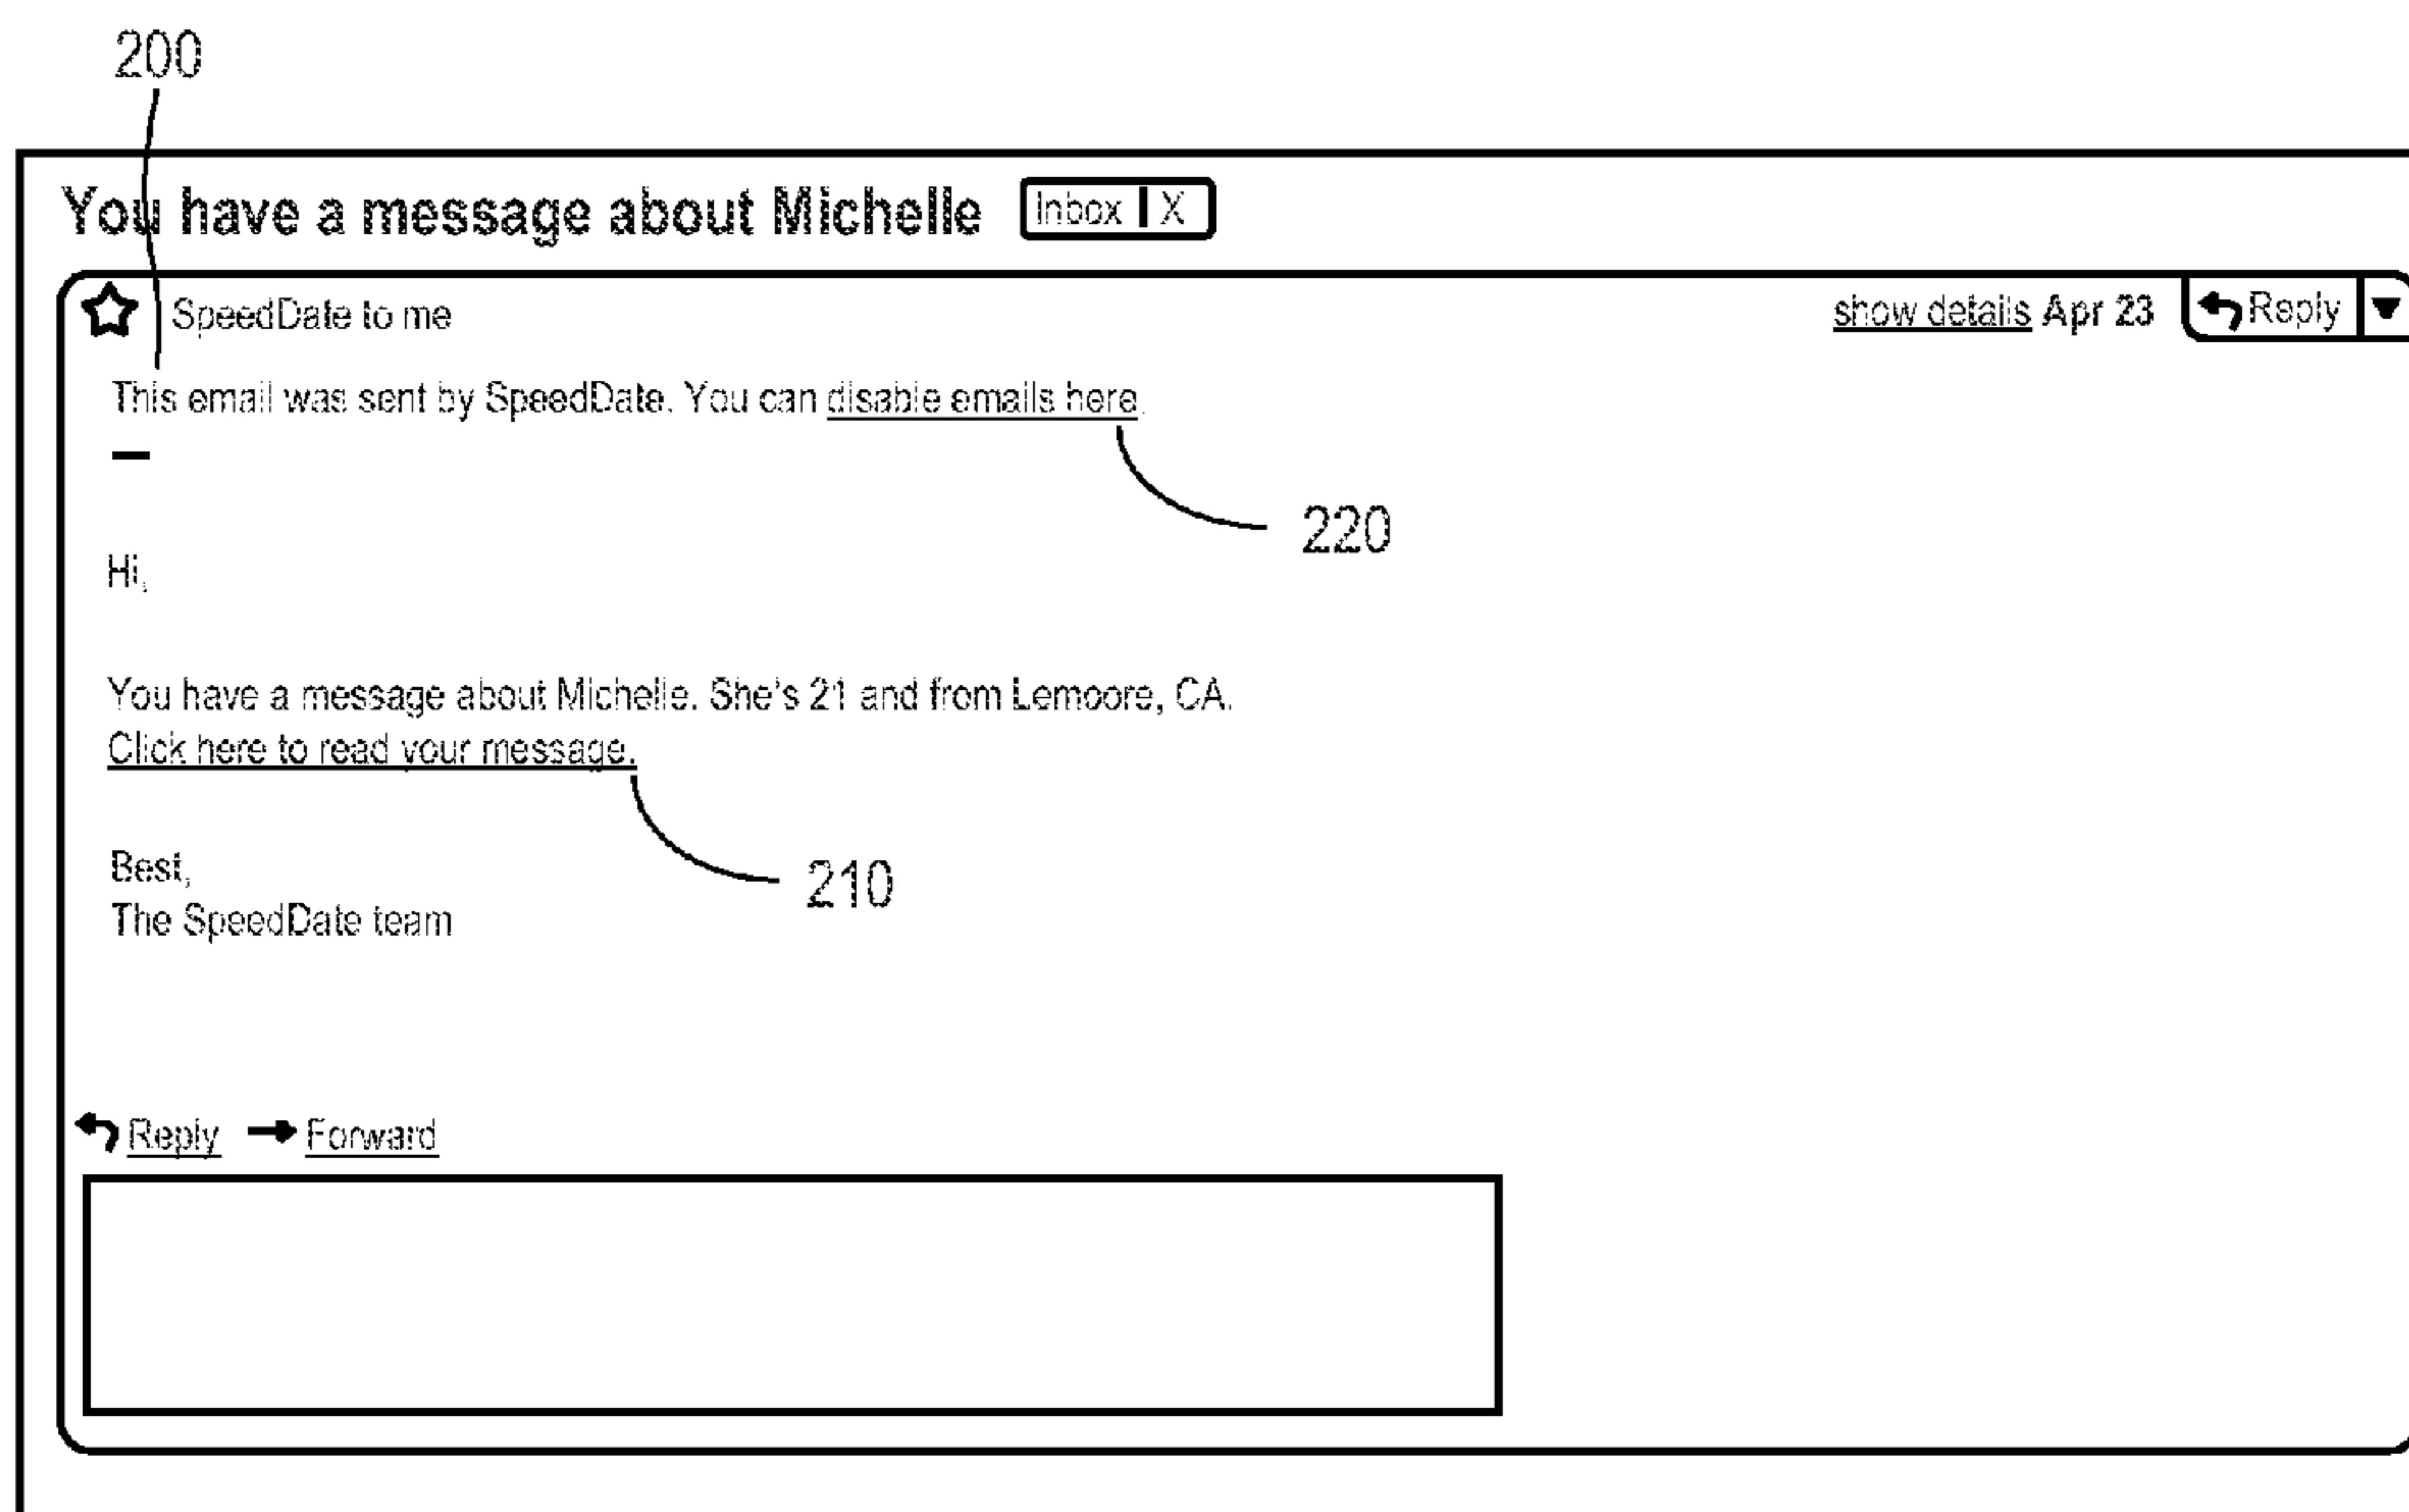 200
You have a message about Michelle Inbox | X
SpeedDate to me show details Apr 23 Reply
This email was sent by SpeedDate. You can disable emails here.
220
Hi,
You have a message about Michelle. She's 21 and from Lemoore, CA.
Click here to read your message.
210
Best,
The SpeedDate team
Reply Forward